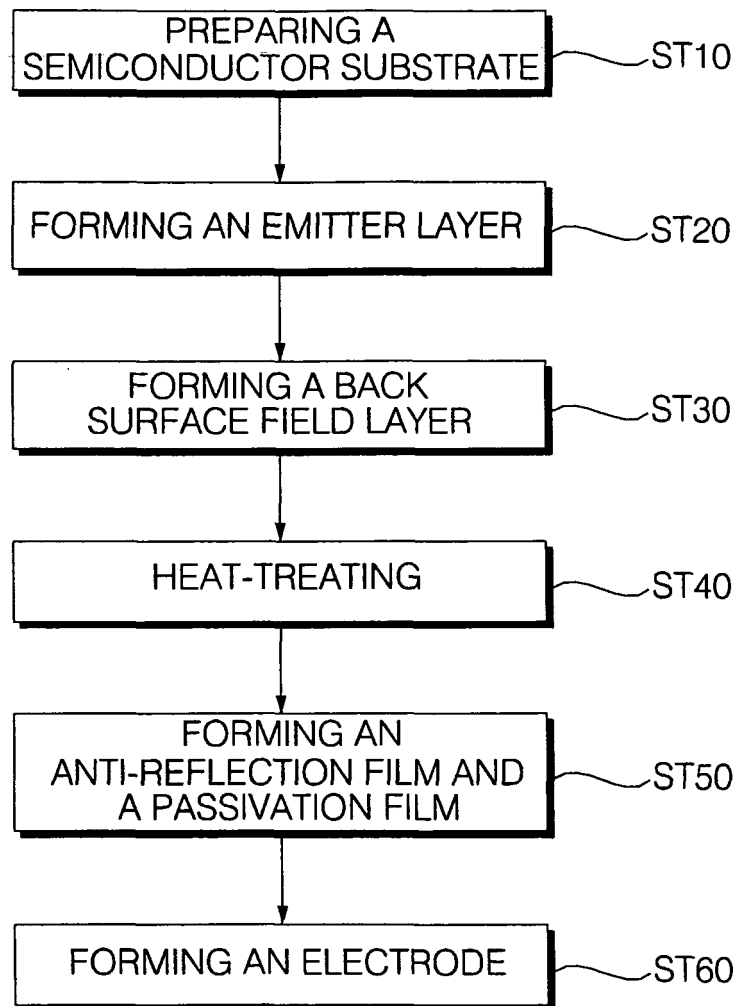 PREPARING A
SEMICONDUCTOR SUBSTRATE
ST10
FORMING AN EMITTER LAYER
ST20
FORMING A BACK
SURFACE FIELD LAYER
ST30
HEAT-TREATING
ST40
FORMING AN
ANTI-REFLECTION FILM AND
A PASSIVATION FILM
ST50
FORMING AN ELECTRODE
ST60